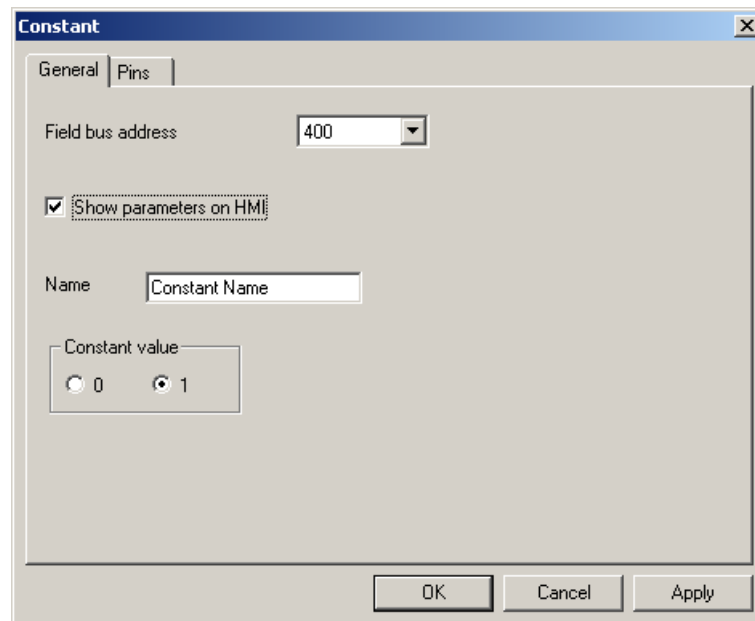 Constant
General Pins
Field bus address 400
Show parameters on HMI
Name Constant Name
Constant value
0 1
OK Cancel Apply